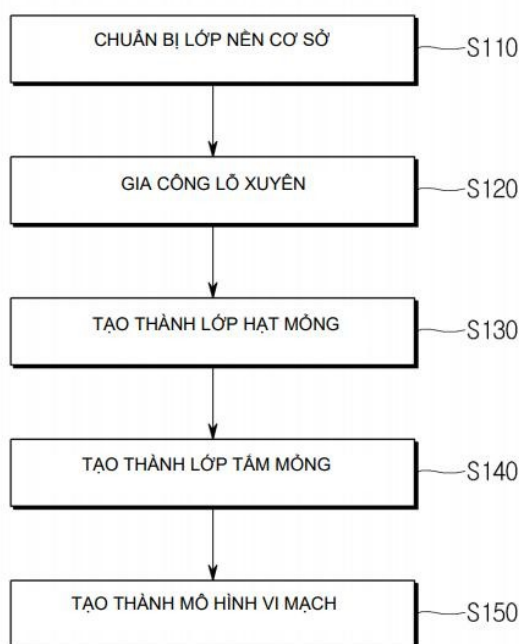 CHUẨN BỊ LỚP NỀN CƠ SỞ
S110
GIA CÔNG LỖ XUYÊN
S120
TẠO THÀNH LỚP HẠT MỎNG
S130
TẠO THÀNH LỚP TẤM MỎNG
S140
TẠO THÀNH MÔ HÌNH VI MẠCH
S150